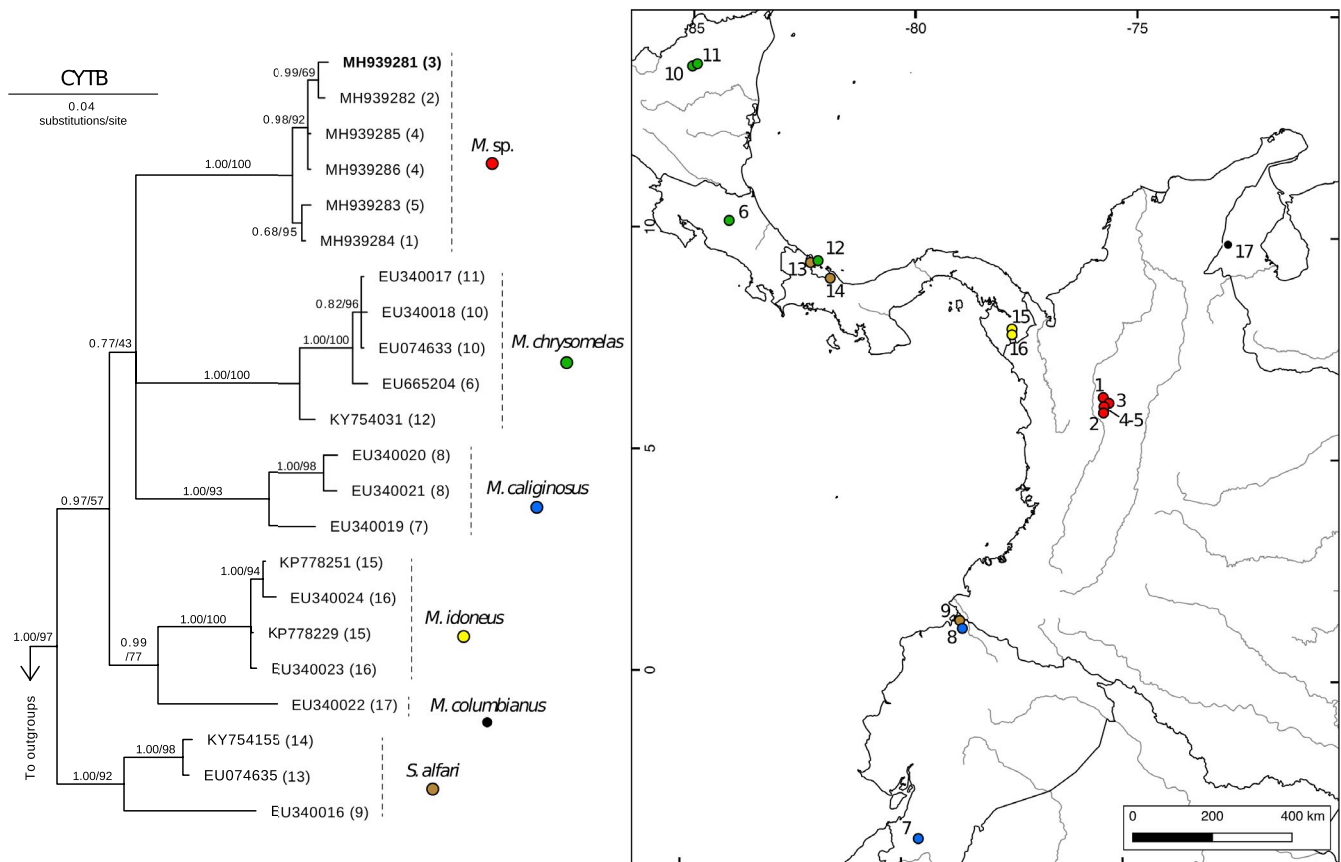 CYTB
0.04
substitutions/site
0.99/69
MH939281 (3)
MH939282 (2)
0.98/92
MH939285 (4)
M. sp.
1.00/100
MH939286 (4)
MH939283 (5)
0.68/95
MH939284 (1)
EU340017 (11)
0.82/96
EU340018 (10)
0.77/43
1.00/100
EU074633 (10)
M. chrysomelas
1.00/100
EU665204 (6)
KY754031 (12)
EU340020 (8)
1.00/98
1.00/93
EU340021 (8)
M. caliginosus
0.97/57
EU340019 (7)
KP778251 (15)
1.00/94
EU340024 (16)
1.00/100
M. idoneus
KP778229 (15)
1.00/97
0.99
/77
EU340023 (16)
EU340022 (17)
M. columbianus
To outgroups
KY754155 (14)
1.00/98
EU074635 (13)
S. alfari
1.00/92
EU340016 (9)
-85
-80
-75
11
10
6
10
12
13
14
17
15
16
1
3
2
4-5
5
9
8
0
7
0
200
400 km